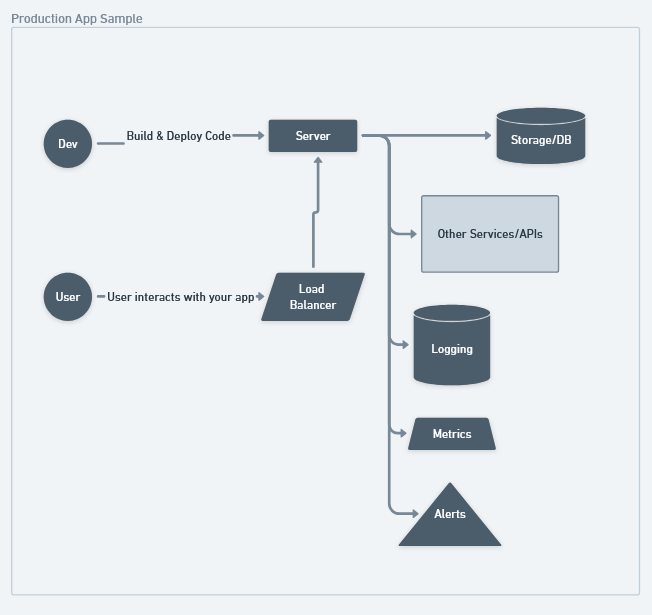 Production App Sample
Dev
Build & Deploy Code
Server
Storage/DB
Other Services/APIs
User
User interacts with your app
Load
Balancer
Logging
Metrics
Alerts